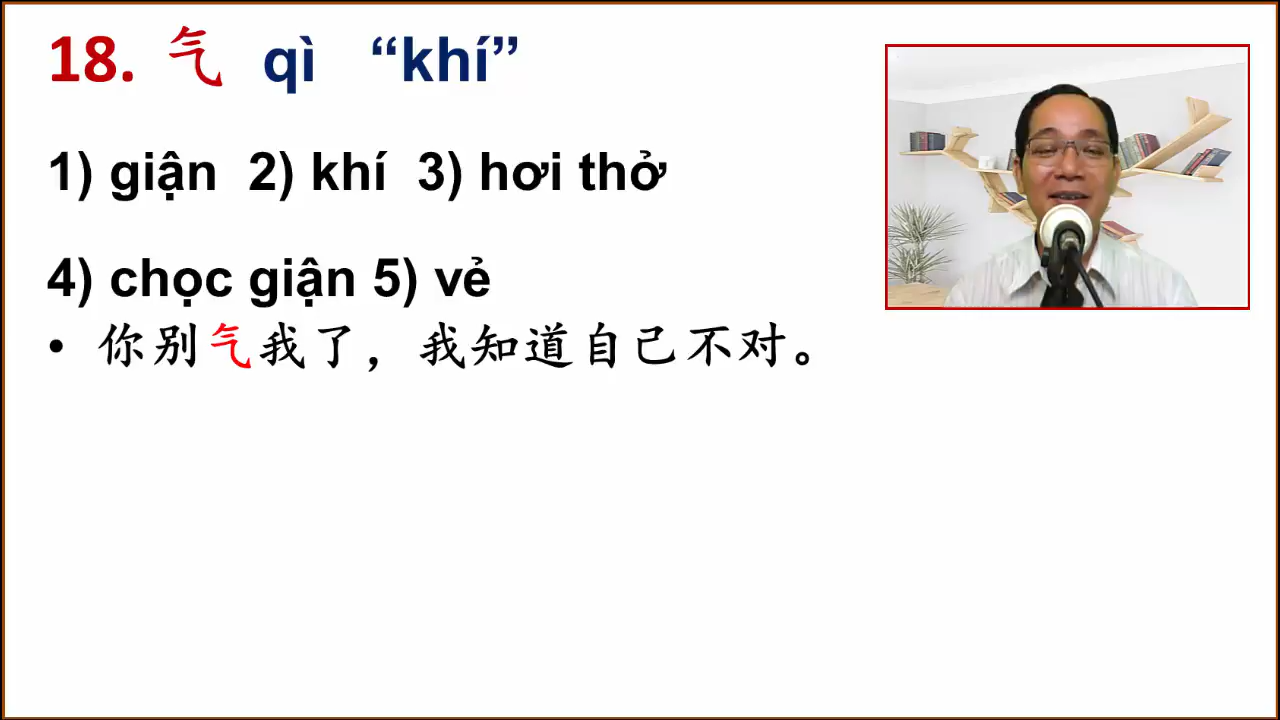 18. 气 qì “khí”
1) giận 2) khí 3) hơi thở
4) chọc giận 5) vẻ
• 你别气我了，我知道自己不对。